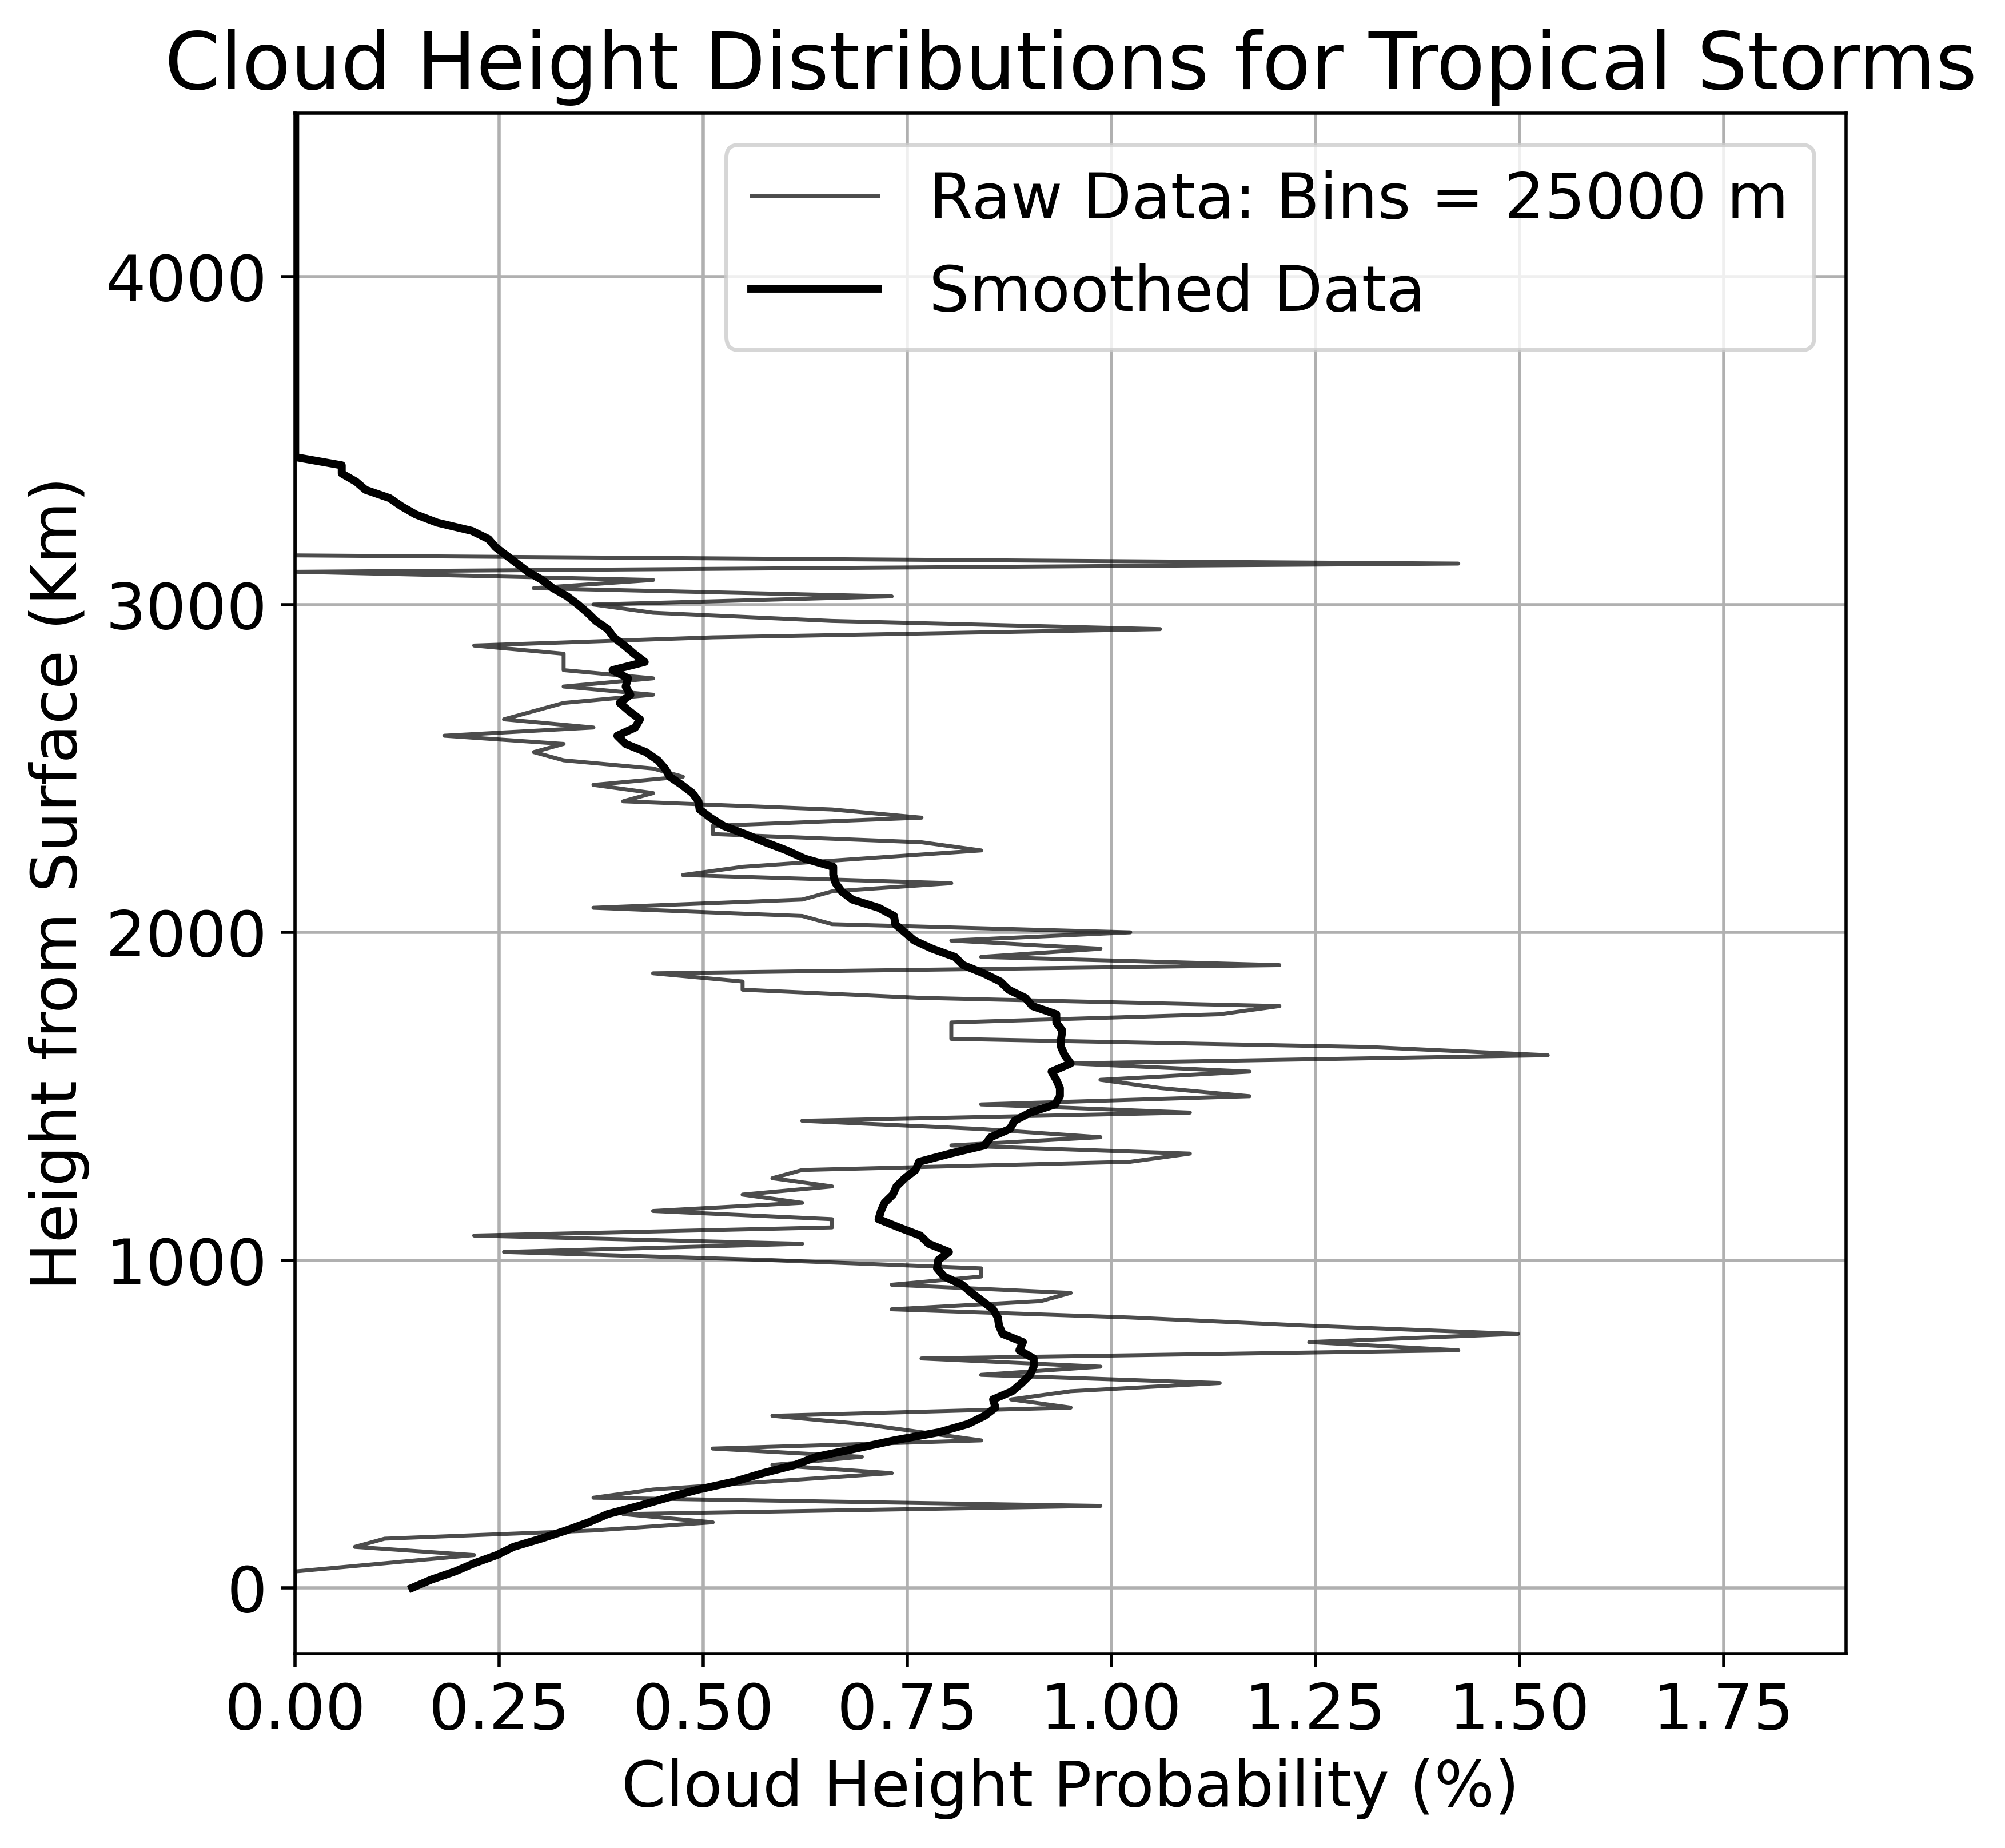 Cloud Height Distributions for Tropical Storms
Raw Data: Bins = 25000 m
Smoothed Data
Height from Surface (Km)
4000
3000
2000
1000
0
0.00 0.25 0.50 0.75 1.00 1.25 1.50 1.75
Cloud Height Probability (%)